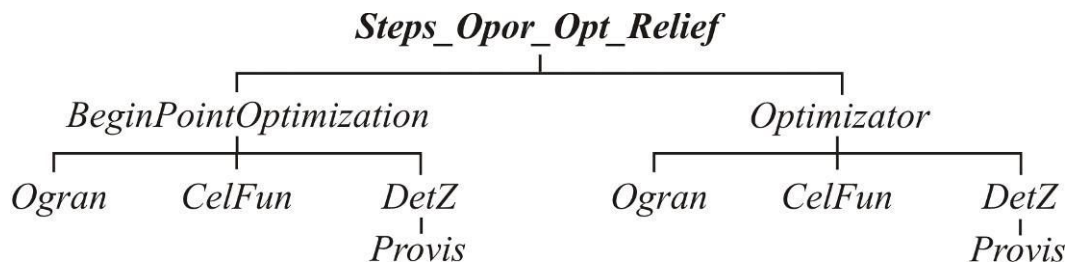 Steps_Opor_Opt_Relief
BeginPointOptimization Optimizator
Ogran CelFun DetZ Ogran CelFun DetZ
Provis Provis